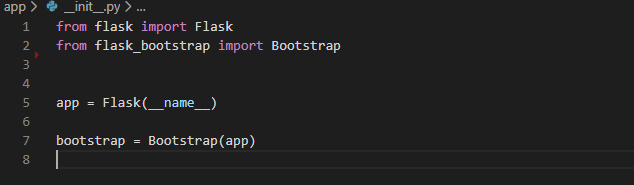 app > __init__.py > ...
1 from flask import Flask
2 from flask_bootstrap import Bootstrap
3
4
5 app = Flask(__name__)
6
7 bootstrap = Bootstrap(app)
8